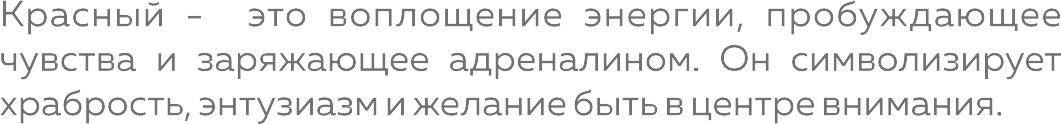 Красный – это воплощение энергии, пробуждающее
чувства и заряжающее адреналином. Он символизирует
храбрость, энтузиазм и желание быть в центре внимания.